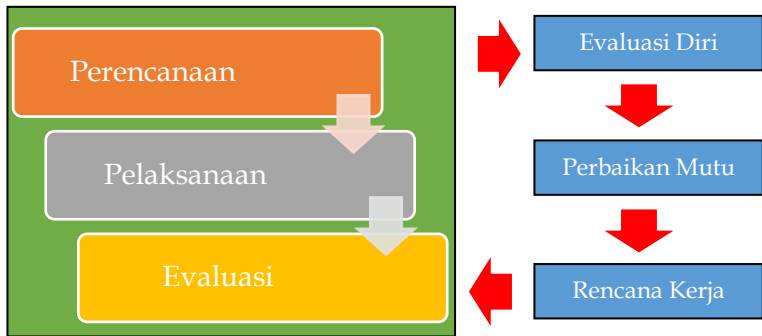 Perencanaan
Pelaksanaan
Evaluasi
Evaluasi Diri
Perbaikan Mutu
Rencana Kerja